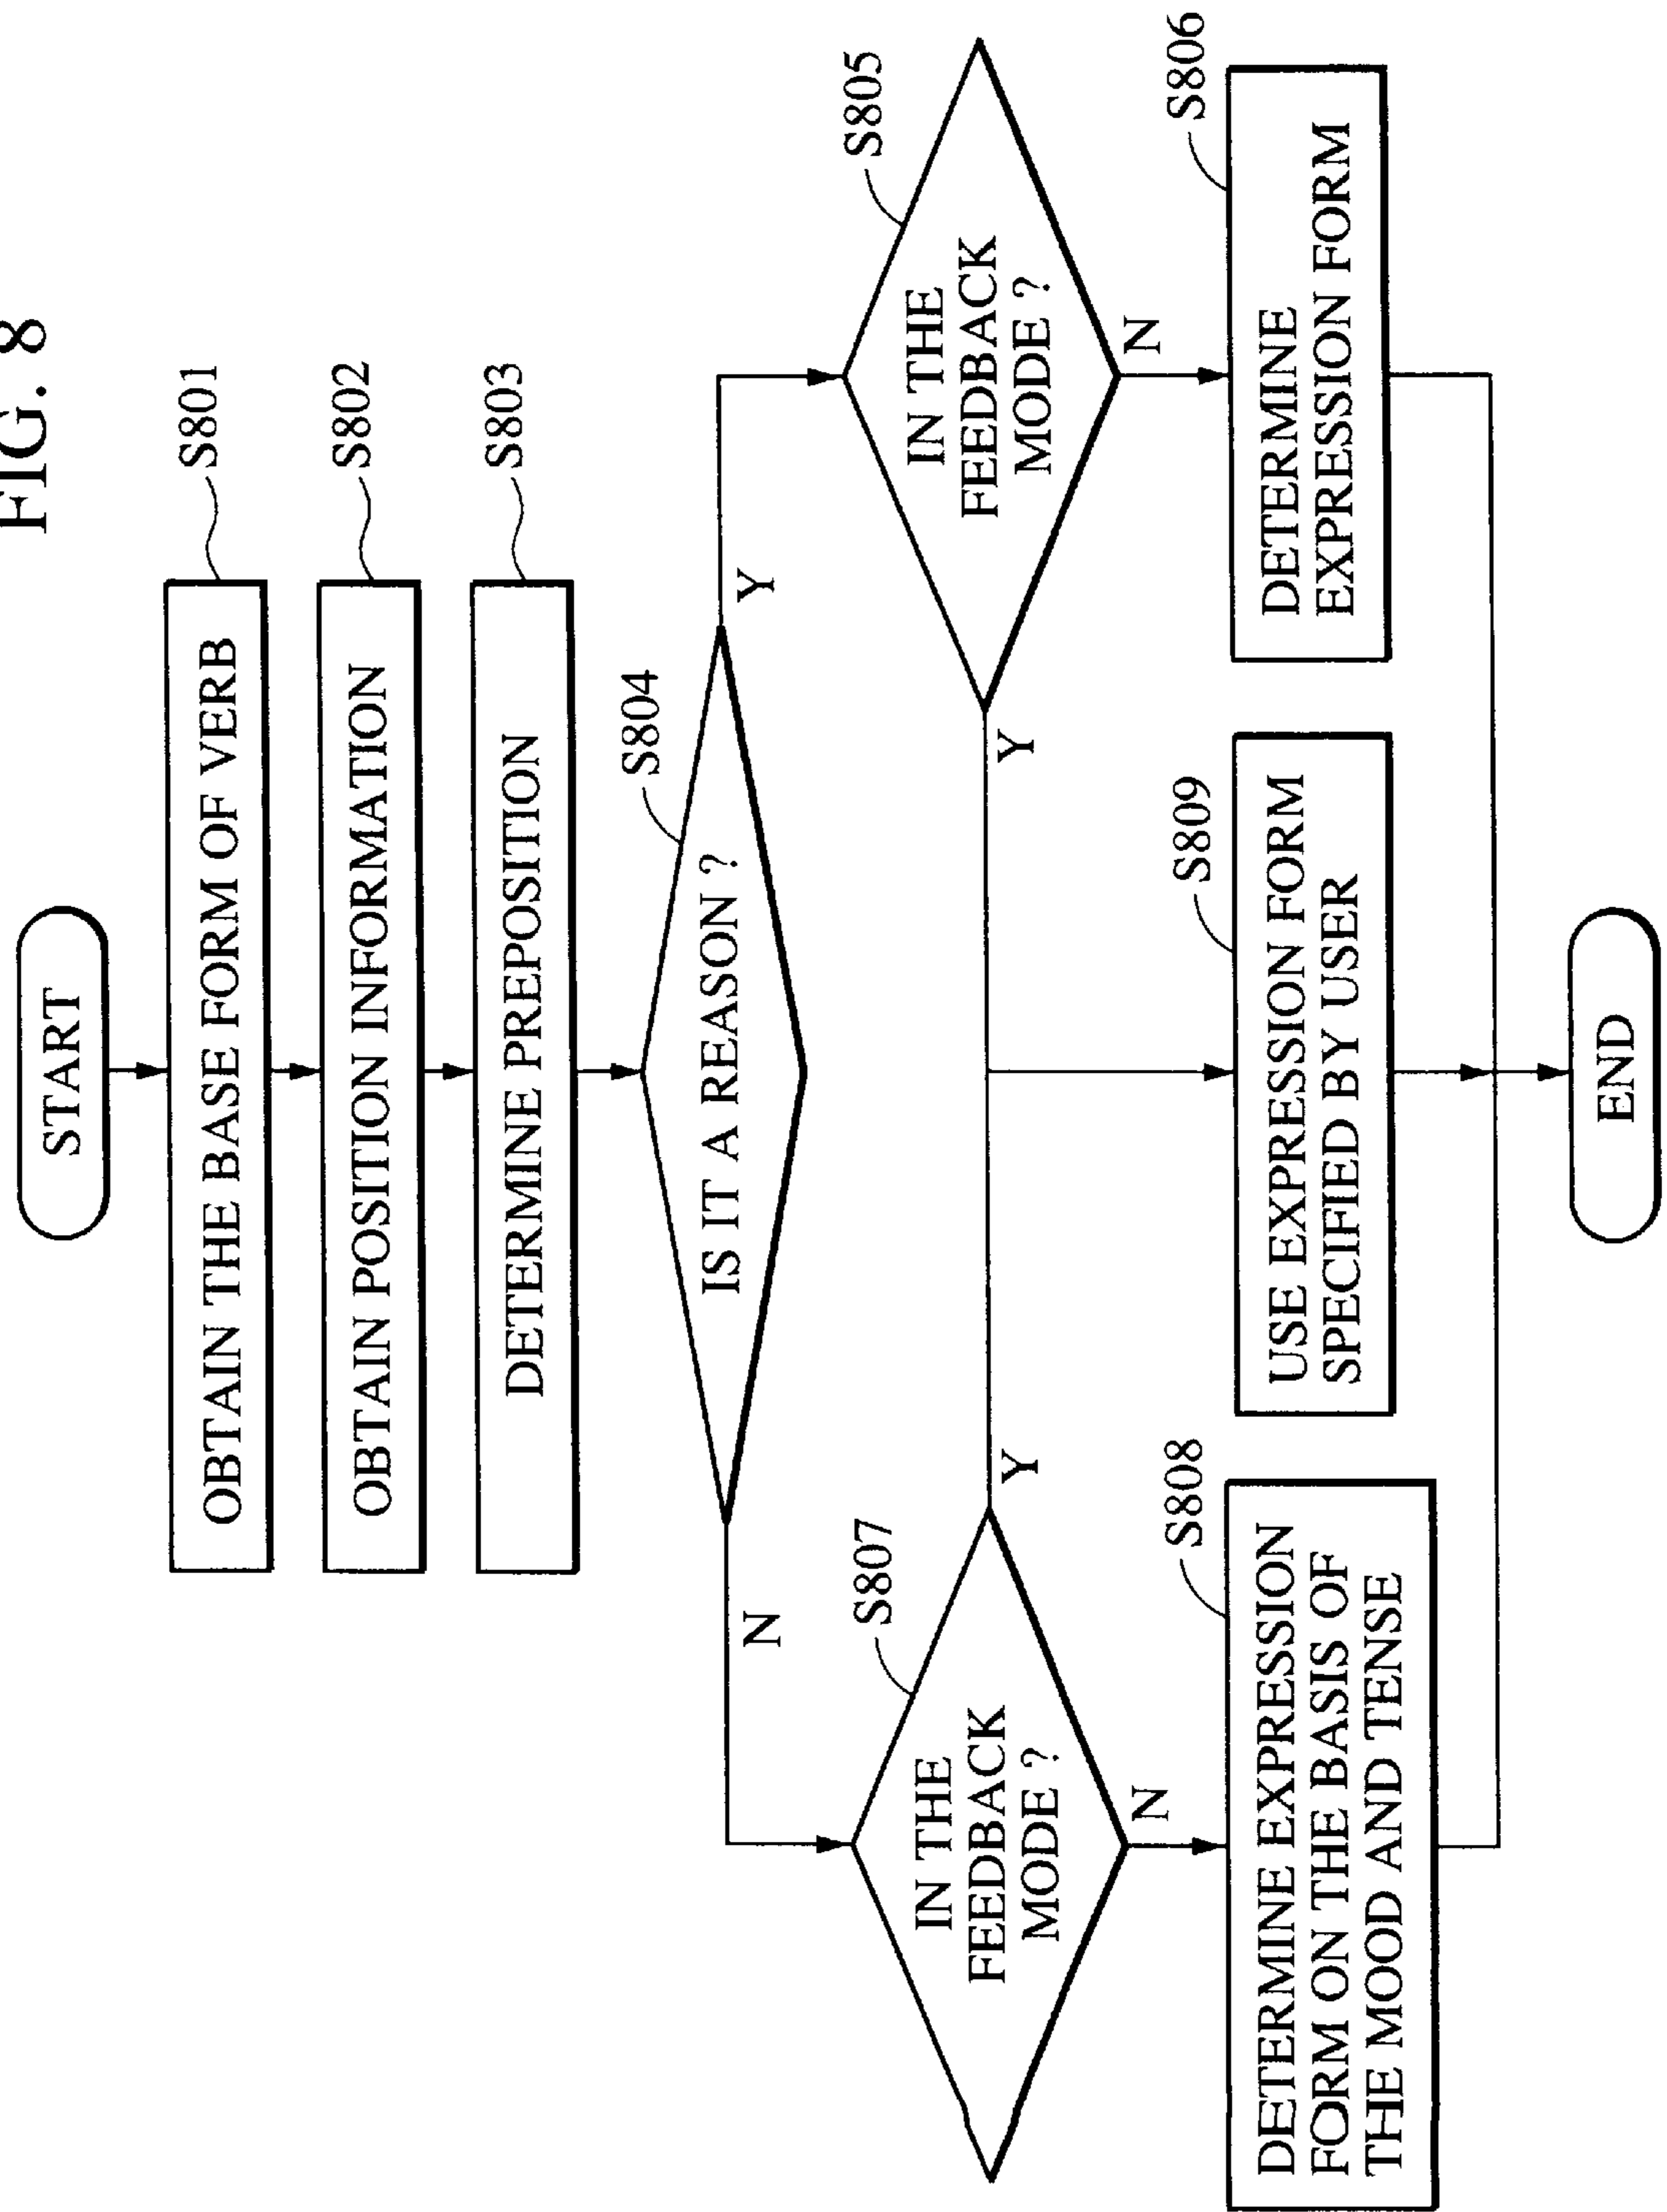 FIG. 8
START
OBTAIN THE BASE FORM OF VERB
S801
OBTAIN POSITION INFORMATION
S802
DETERMINE PREPOSITION
S803
IS IT A REASON ?
S804
N
Y
IN THE
FEEDBACK
MODE ?
S807
Y
N
IN THE
FEEDBACK
MODE ?
S805
Y
N
DETERMINE EXPRESSION
FORM ON THE BASIS OF
THE MOOD AND TENSE
S808
USE EXPRESSION FORM
SPECIFIED BY USER
S809
DETERMINE
EXPRESSION FORM
S806
END